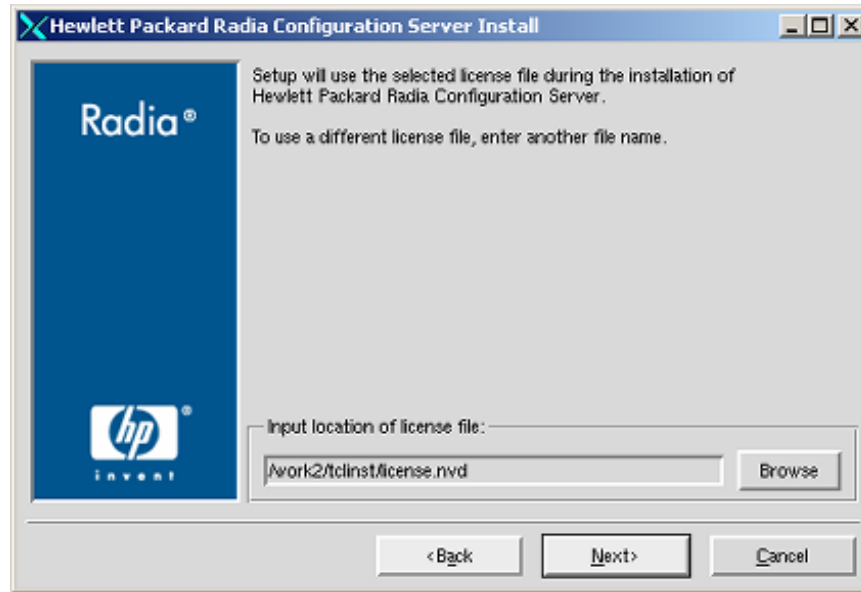 Hewlett Packard Radia Configuration Server Install
Radia®
Setup will use the selected license file during the installation of
Hewlett Packard Radia Configuration Server.
To use a different license file, enter another file name.
hp®
invent
Input location of license file:
/work2/tclinst/license.nvd
Browse
<Back
Next>
Cancel